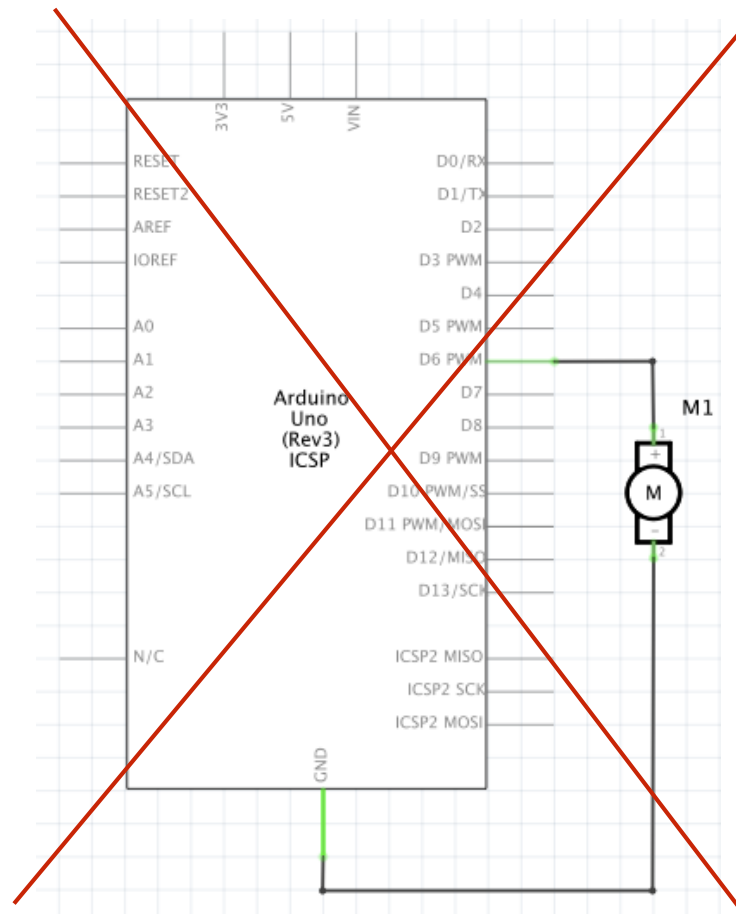 3V3
5V
VIN
RESET
RESET2
AREF
IOREF
A0
A1
A2
A3
A4/SDA
A5/SCL
N/C
Arduino
Uno
(Rev3)
ICSP
D0/RX
D1/TX
D2
D3 PWM
D4
D5 PWM
D6 PWM
D7
D8
D9 PWM
D10 PWM/SS
D11 PWM/MOSI
D12/MISO
D13/SCK
ICSP2 MISO
ICSP2 SCK
ICSP2 MOSI
GND
M1
1
+
M
-
2